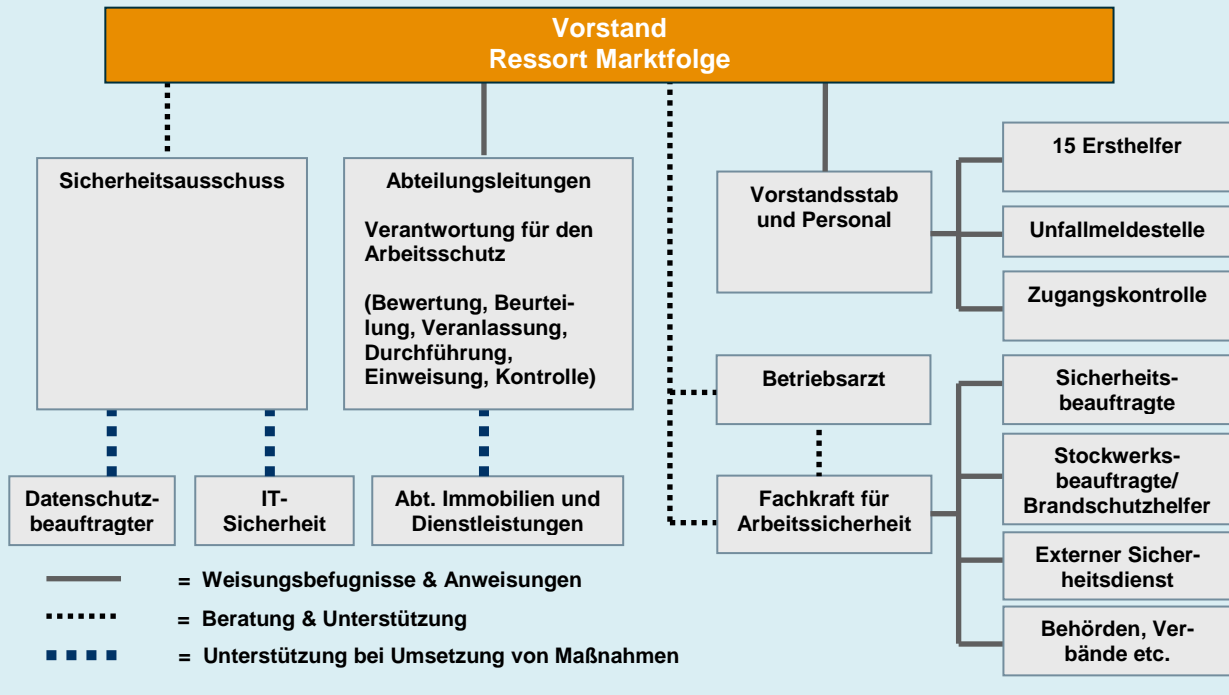 Vorstand
Ressort Marktfolge
Sicherheitsausschuss
Abteilungsleitungen
Verantwortung für den
Arbeitsschutz
(Bewertung, Beurtei-
lung, Veranlassung,
Durchführung,
Einweisung, Kontrolle)
Vorstandsstab
und Personal
15 Ersthelfer
Unfallmeldestelle
Zugangskontrolle
Betriebsarzt
Sicherheits-
beauftragte
Stockwerks-
beauftragte/
Brandschutzhelfer
Datenschutz-
beauftragter
IT-
Sicherheit
Abt. Immobilien und
Dienstleistungen
Fachkraft für
Arbeitssicherheit
Externer Sicher-
heitsdienst
Behörden, Ver-
bände etc.
= Weisungsbefugnisse & Anweisungen
= Beratung & Unterstützung
= Unterstützung bei Umsetzung von Maßnahmen